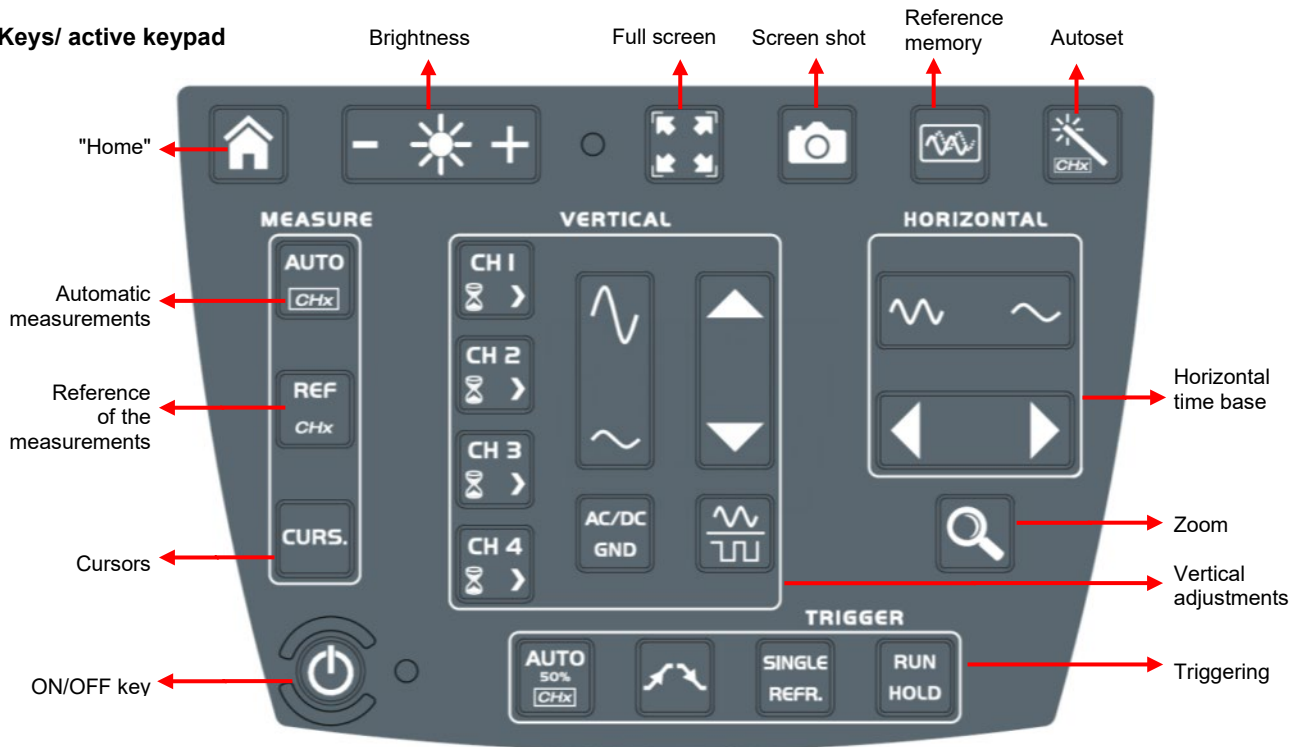 Keys/ active keypad
Brightness
Full screen
Screen shot
Reference
memory
Autoset
"Home"
CHx
MEASURE
VERTICAL
HORIZONTAL
AUTO
CHx
Automatic
measurements
CH 1
CH 2
REF
CHx
Reference
of the
measurements
Horizontal
time base
CH 3
CURS.
Cursors
AC/DC
GND
CH 4
Zoom
Vertical
adjustments
TRIGGER
ON/OFF key
AUTO
50%
CHx
SINGLE
REFR.
RUN
HOLD
Triggering